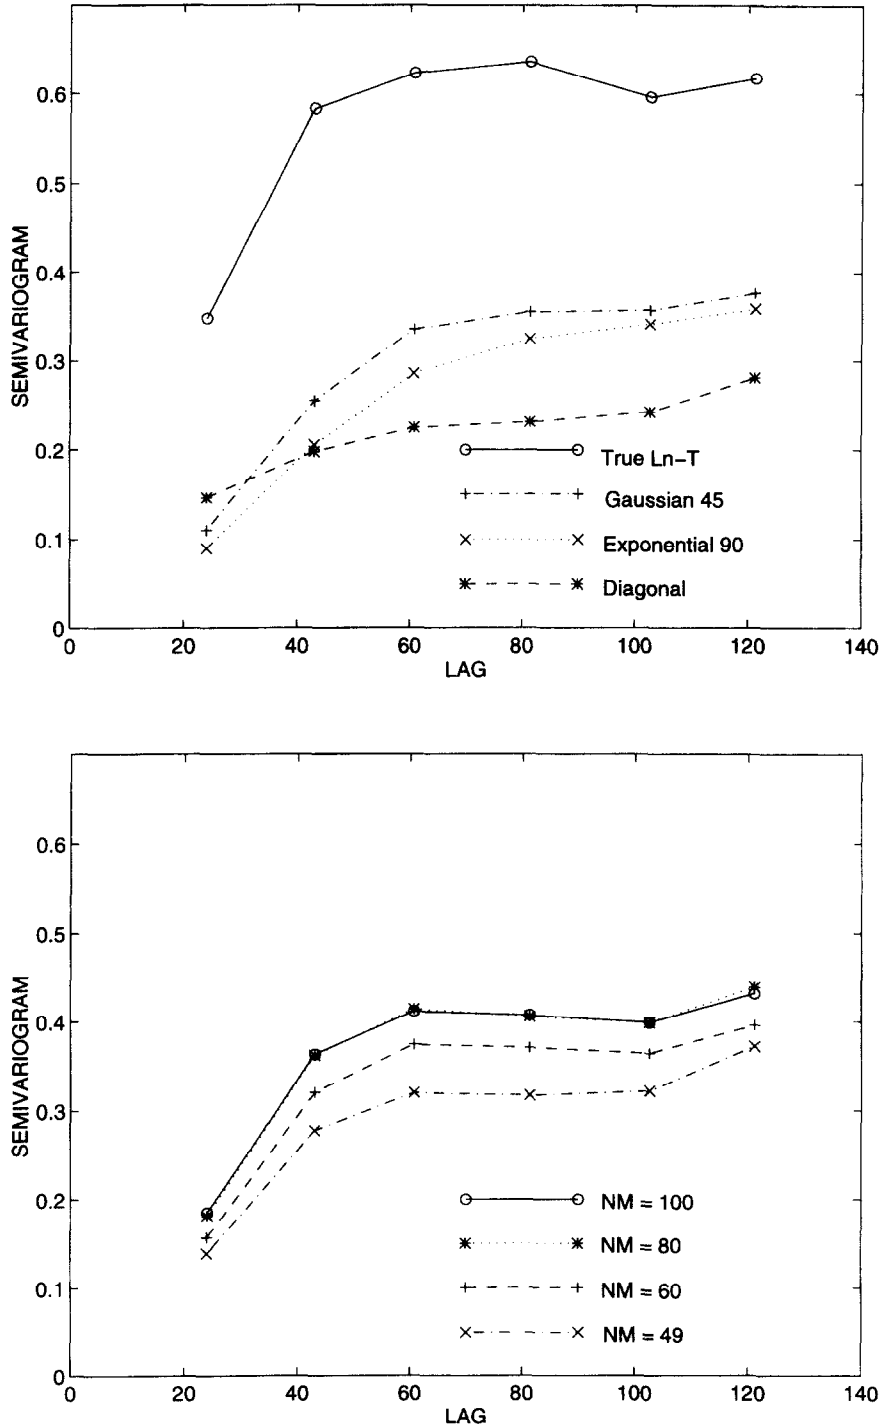 0.6
0.5
0.4
0.3
0.2
0.1
0
SEMIVARIOGRAM
True Ln–T
Gaussian 45
Exponential 90
Diagonal
0 20 40 60 80 100 120 140
LAG
0.6
0.5
0.4
0.3
0.2
0.1
0
SEMIVARIOGRAM
NM = 100
NM = 80
NM = 60
NM = 49
0 20 40 60 80 100 120 140
LAG